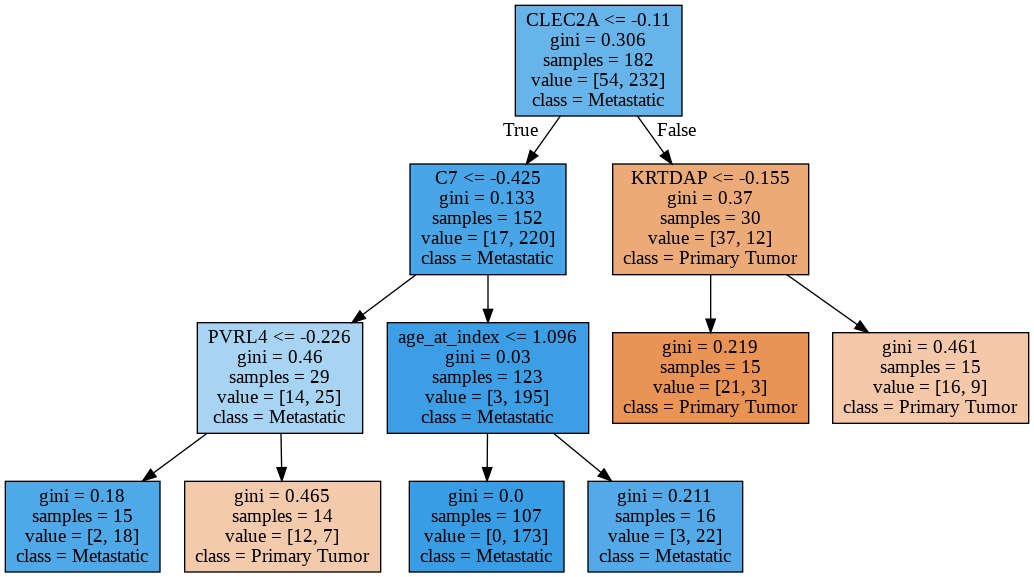 CLEC2A <= -0.11
gini = 0.306
samples = 182
value = [54, 232]
class = Metastatic
True
False
C7 <= -0.425
gini = 0.133
samples = 152
value = [17, 220]
class = Metastatic
KRTDAP <= -0.155
gini = 0.37
samples = 30
value = [37, 12]
class = Primary Tumor
PVRL4 <= -0.226
gini = 0.46
samples = 29
value = [14, 25]
class = Metastatic
age_at_index <= 1.096
gini = 0.03
samples = 123
value = [3, 195]
class = Metastatic
gini = 0.219
samples = 15
value = [21, 3]
class = Primary Tumor
gini = 0.461
samples = 15
value = [16, 9]
class = Primary Tumor
gini = 0.18
samples = 15
value = [2, 18]
class = Metastatic
gini = 0.465
samples = 14
value = [12, 7]
class = Primary Tumor
gini = 0.0
samples = 107
value = [0, 173]
class = Metastatic
gini = 0.211
samples = 16
value = [3, 22]
class = Metastatic